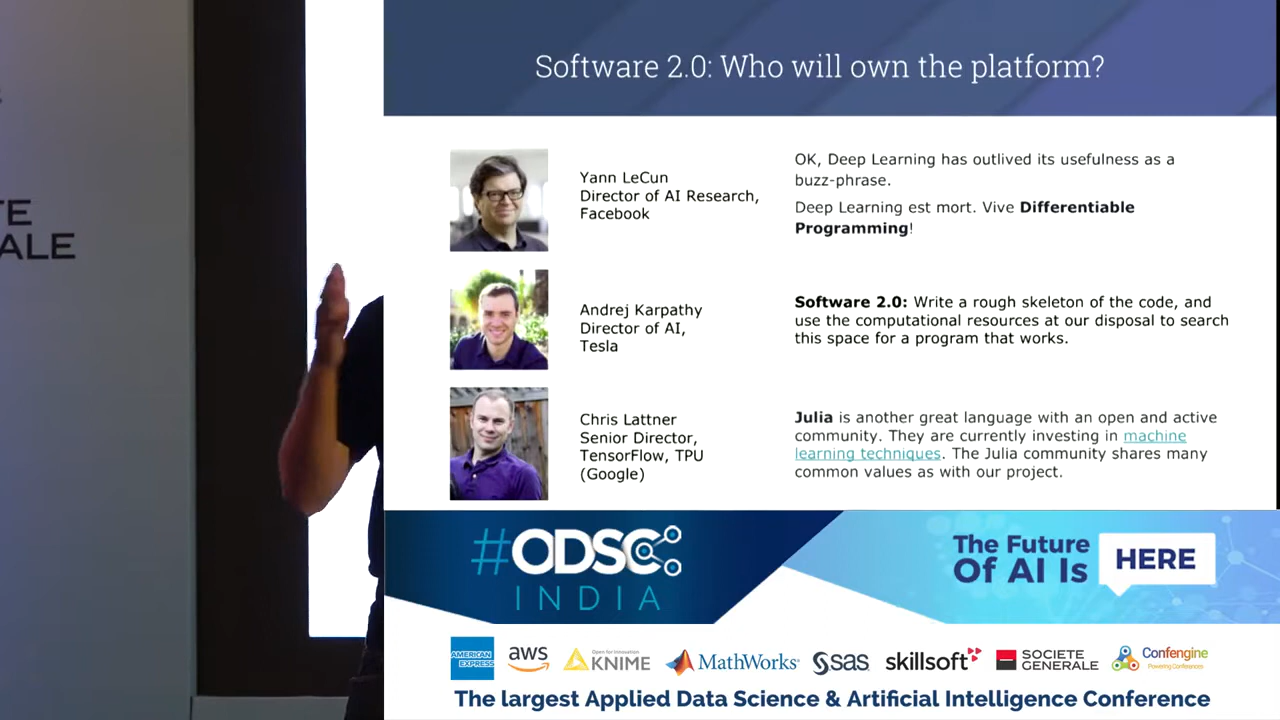 TE
ALE
Software 2.0: Who will own the platform?
Yann LeCun
Director of AI Research,
Facebook
OK, Deep Learning has outlived its usefulness as a
buzz-phrase.
Deep Learning est mort. Vive Differentiable
Programming!
Andrej Karpathy
Director of AI,
Tesla
Software 2.0: Write a rough skeleton of the code, and
use the computational resources at our disposal to search
this space for a program that works.
Chris Lattner
Senior Director,
TensorFlow, TPU
(Google)
Julia is another great language with an open and active
community. They are currently investing in machine
learning techniques. The Julia community shares many
common values as with our project.
#ODSC
INDIA
The Future
Of AI Is
HERE
AMERICAN
EXPRESS
aws
Open for Innovation
KNIME
MathWorks
sas
skillsoft
SOCIETE
GENERALE
Confengine
Powering Conferences
The largest Applied Data Science & Artificial Intelligence Conference